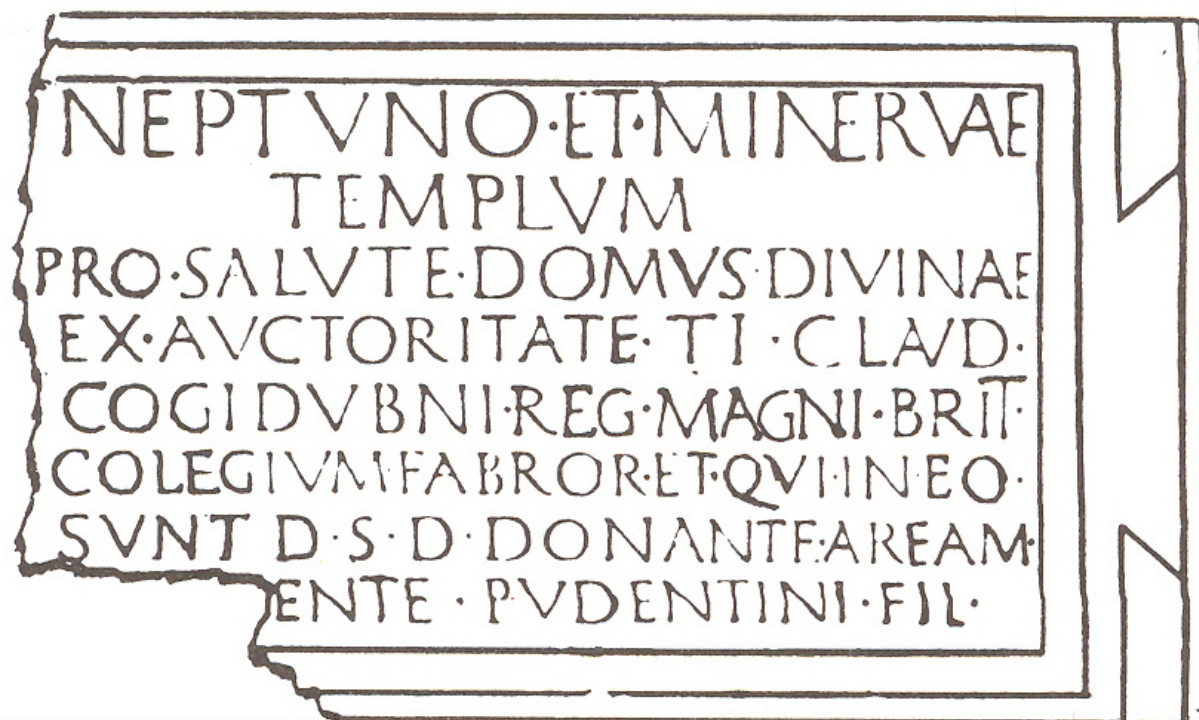 NEPTVNO·ET·MINERVAE
TEMPLVM
PRO·SALVTE·DOMVS·DIVINAE
EX·AVCTORITATE·TI·CLAVD·
COGIDVBNI·REG·MAGNI·BRIT·
COLEGIVM·FABROR·ET·QVI·IN·EO·
SVNT D·S·D·DONANTE·AREAM·
ENTE·PVDENTINI·FIL·